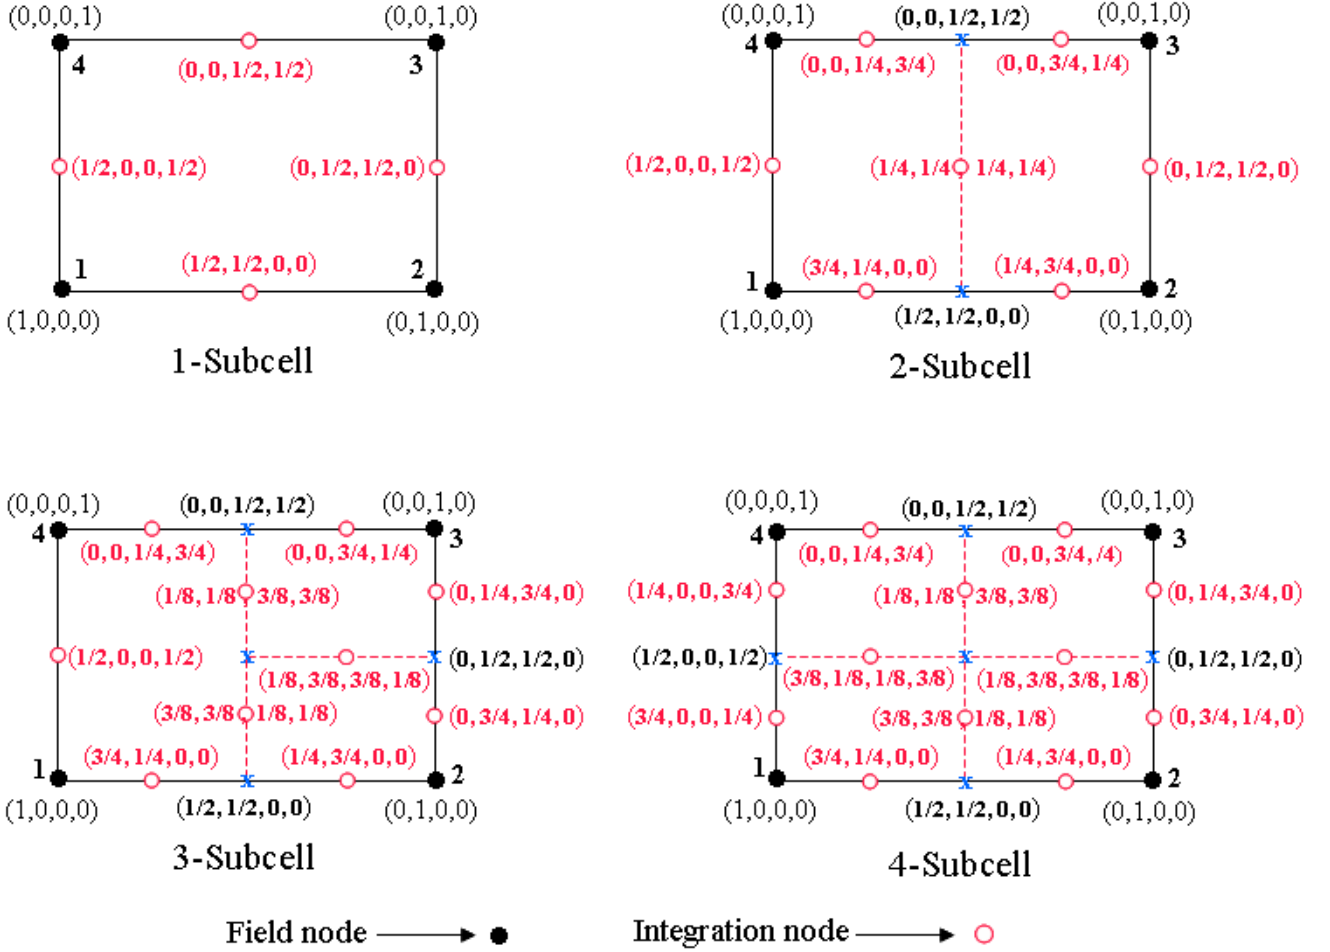 (0,0,0,1) (0,0,1,0)
4 (0,0,1/2,1/2) 3
(1/2,0,0,1/2) (0,1/2,1/2,0)
1 (1/2,1/2,0,0) 2
(1,0,0,0) (0,1,0,0)
1-Subcell
(0,0,0,1) (0,0,1/2,1/2) (0,0,1,0)
4 (0,0,1/4,3/4) x (0,0,3/4,1/4) 3
(1/2,0,0,1/2) (1/4,1/4 1/4,1/4) (0,1/2,1/2,0)
1 (3/4,1/4,0,0) (1/4,3/4,0,0) 2
x
(1,0,0,0) (1/2,1/2,0,0) (0,1,0,0)
2-Subcell
(0,0,0,1) (0,0,1/2,1/2) (0,0,1,0)
4 x 3
(0,0,1/4,3/4) (0,0,3/4,1/4)
(1/8,1/8 3/8,3/8) (0,1/4,3/4,0)
(1/2,0,0,1/2) x x (0,1/2,1/2,0)
(1/8,3/8,3/8,1/8)
(3/8,3/8 1/8,1/8) (0,3/4,1/4,0)
(3/4,1/4,0,0) (1/4,3/4,0,0)
1 x 2
(1,0,0,0) (1/2,1/2,0,0) (0,1,0,0)
3-Subcell
(0,0,0,1) (0,0,1/2,1/2) (0,0,1,0)
4 x 3
(0,0,1/4,3/4) (0,0,3/4,/4)
(1/4,0,0,3/4) (1/8,1/8 3/8,3/8) (0,1/4,3/4,0)
(1/2,0,0,1/2) x x x (0,1/2,1/2,0)
(3/8,1/8,1/8,3/8) (1/8,3/8,3/8,1/8)
(3/4,0,0,1/4) (3/8,3/8 1/8,1/8) (0,3/4,1/4,0)
(3/4,1/4,0,0) (1/4,3/4,0,0)
1 x 2
(1,0,0,0) (1/2,1/2,0,0) (0,1,0,0)
4-Subcell
Field node Integration node